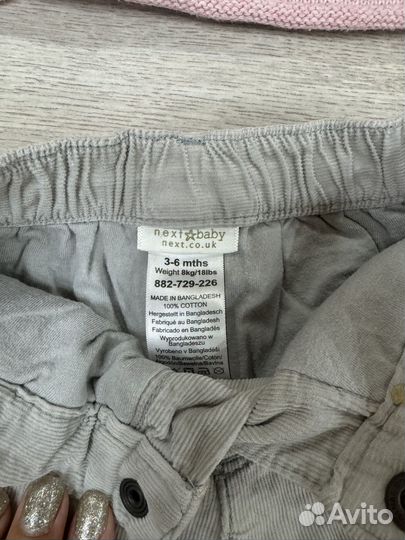 next baby
next.co.uk
3-6 mths
Weight 8kg/18lbs
882-729-226
MADE IN BANGLADESH
100% COTTON
Hergestellt in Bangladesch
Fabriqué au Bangladesh
Fabricado en Bangladés
Wyprodukowano w
Bangladeszu
Vyrobeno v Bangladéši
100% Baumwolle/Coton/
Avito